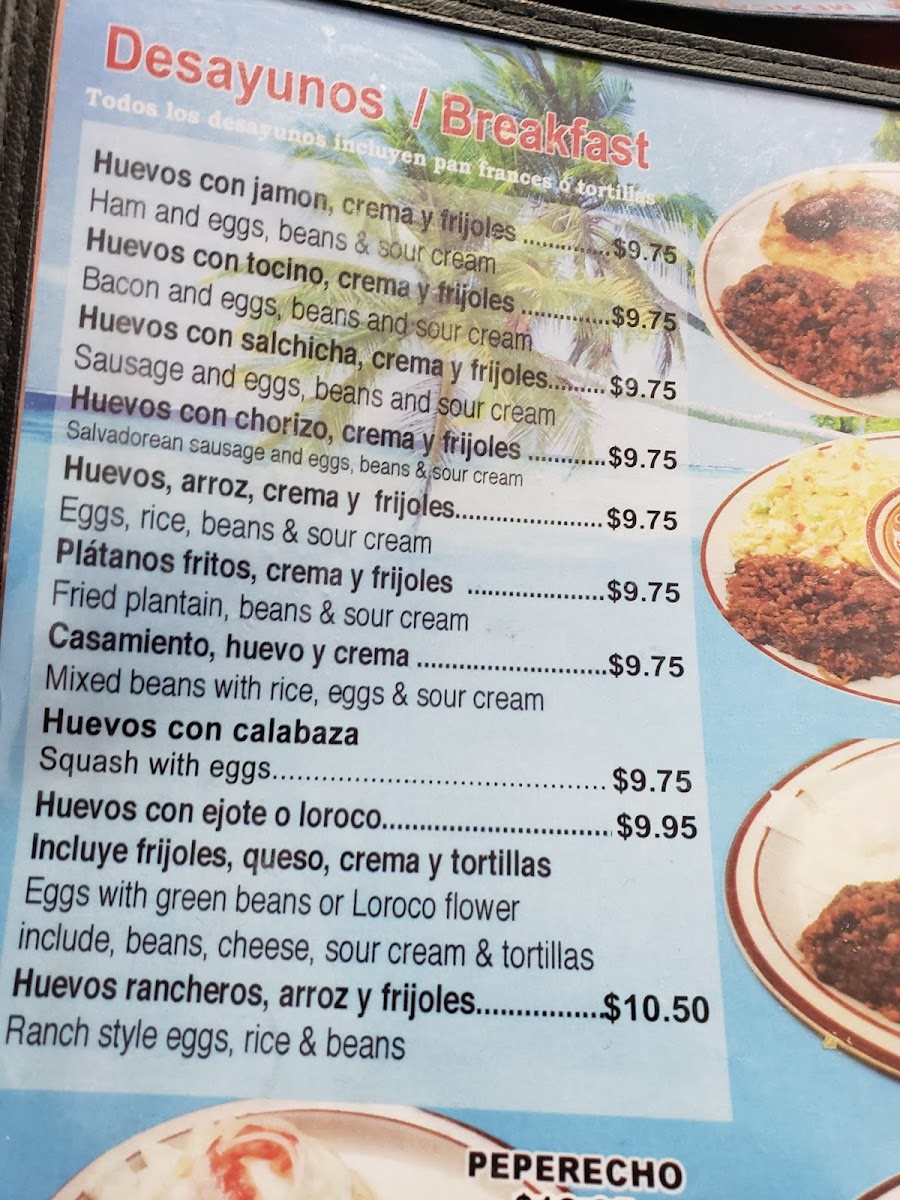 Desayunos / Breakfast
Todos los desayunos incluyen pan frances ó tortillas
Huevos con jamon, crema y frijoles ..............$9.75
Ham and eggs, beans & sour cream
Huevos con tocino, crema y frijoles ..............$9.75
Bacon and eggs, beans and sour cream
Huevos con salchicha, crema y frijoles......... $9.75
Sausage and eggs, beans and sour cream
Huevos con chorizo, crema y frijoles ............$9.75
Salvadorean sausage and eggs, beans & sour cream
Huevos, arroz, crema y frijoles...................... $9.75
Eggs, rice, beans & sour cream
Plátanos fritos, crema y frijoles ....................$9.75
Fried plantain, beans & sour cream
Casamiento, huevo y crema ............................$9.75
Mixed beans with rice, eggs & sour cream
Huevos con calabaza
Squash with eggs......................................... $9.75
Huevos con ejote o loroco............................... $9.95
Incluye frijoles, queso, crema y tortillas
Eggs with green beans or Loroco flower
include, beans, cheese, sour cream & tortillas
Huevos rancheros, arroz y frijoles.................$10.50
Ranch style eggs, rice & beans
PEPERECHO